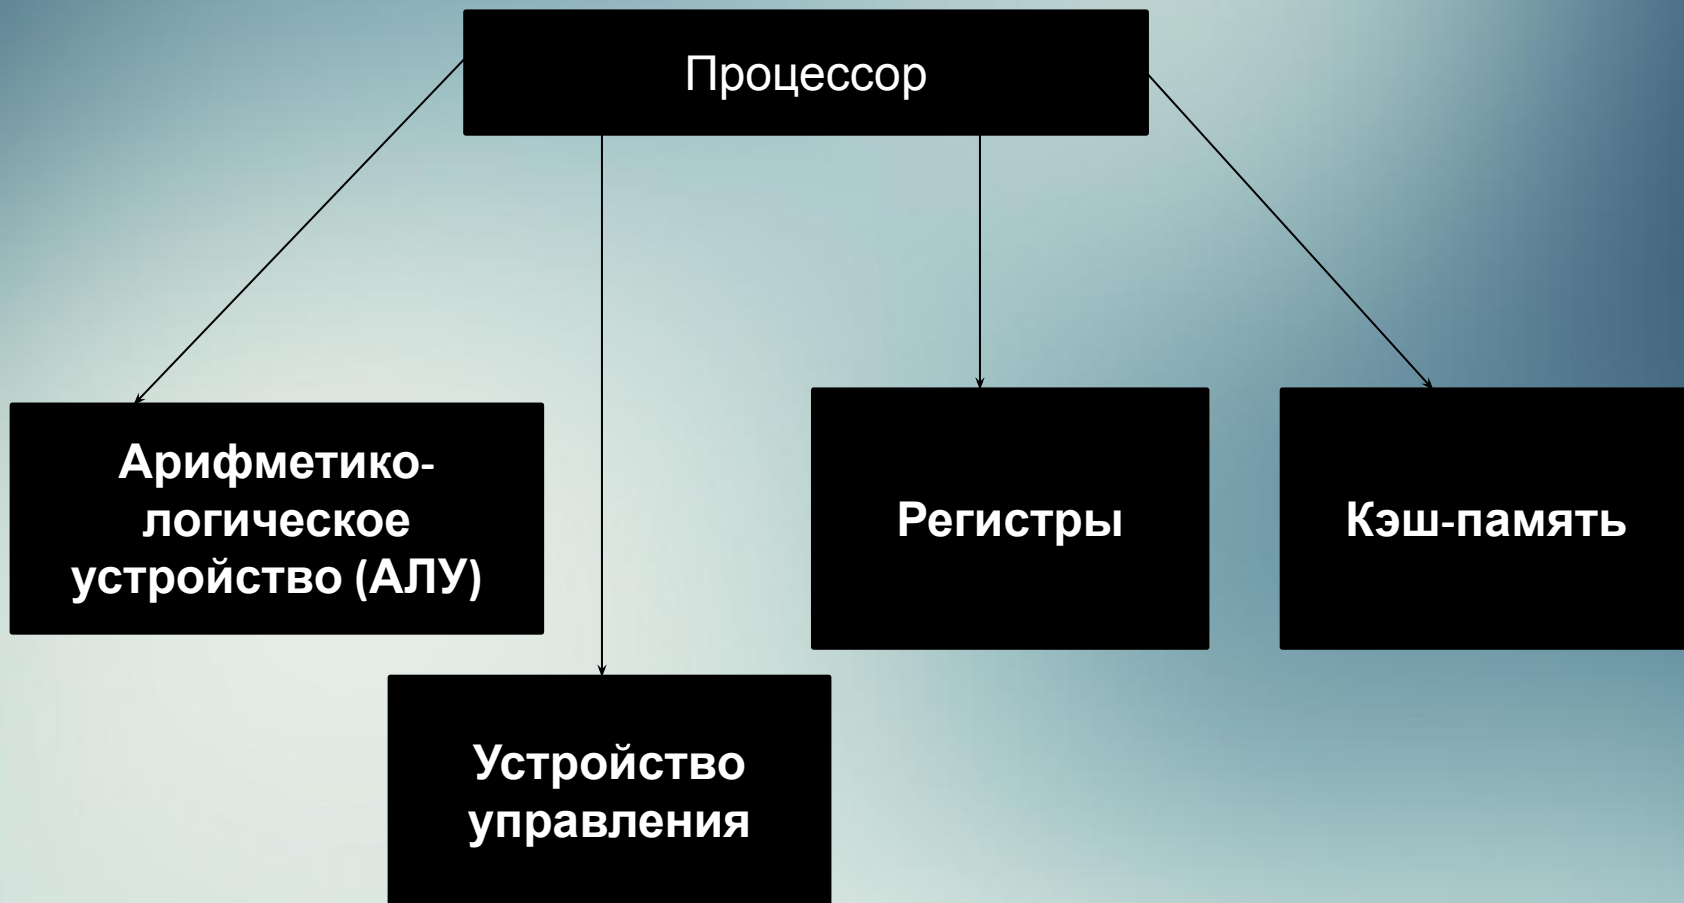 Процессор
Арифметико-
логическое
устройство (АЛУ)
Регистры
Кэш-память
Устройство
управления